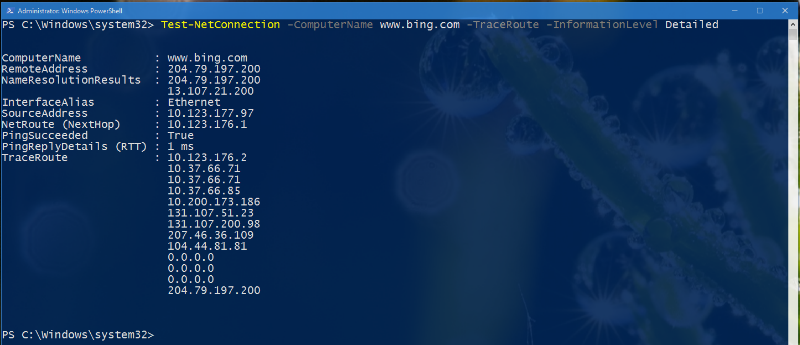 Administrator: Windows PowerShell
PS C:\Windows\system32> Test-NetConnection -ComputerName www.bing.com -TraceRoute -InformationLevel Detailed
ComputerName : www.bing.com
RemoteAddress : 204.79.197.200
NameResolutionResults : 204.79.197.200
13.107.21.200
InterfaceAlias : Ethernet
SourceAddress : 10.123.177.97
NetRoute (NextHop) : 10.123.176.1
PingSucceeded : True
PingReplyDetails (RTT) : 1 ms
TraceRoute : 10.123.176.2
10.37.66.71
10.37.66.71
10.37.66.85
10.200.173.186
131.107.51.23
131.107.200.98
207.46.36.109
104.44.81.81
0.0.0.0
0.0.0.0
0.0.0.0
204.79.197.200
PS C:\Windows\system32>